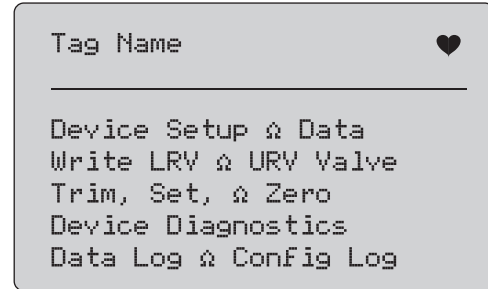 Tag Name ♥
Device Setup Ω Data
Write LRV Ω URV Valve
Trim, Set, Ω Zero
Device Diagnostics
Data Log Ω Config Log